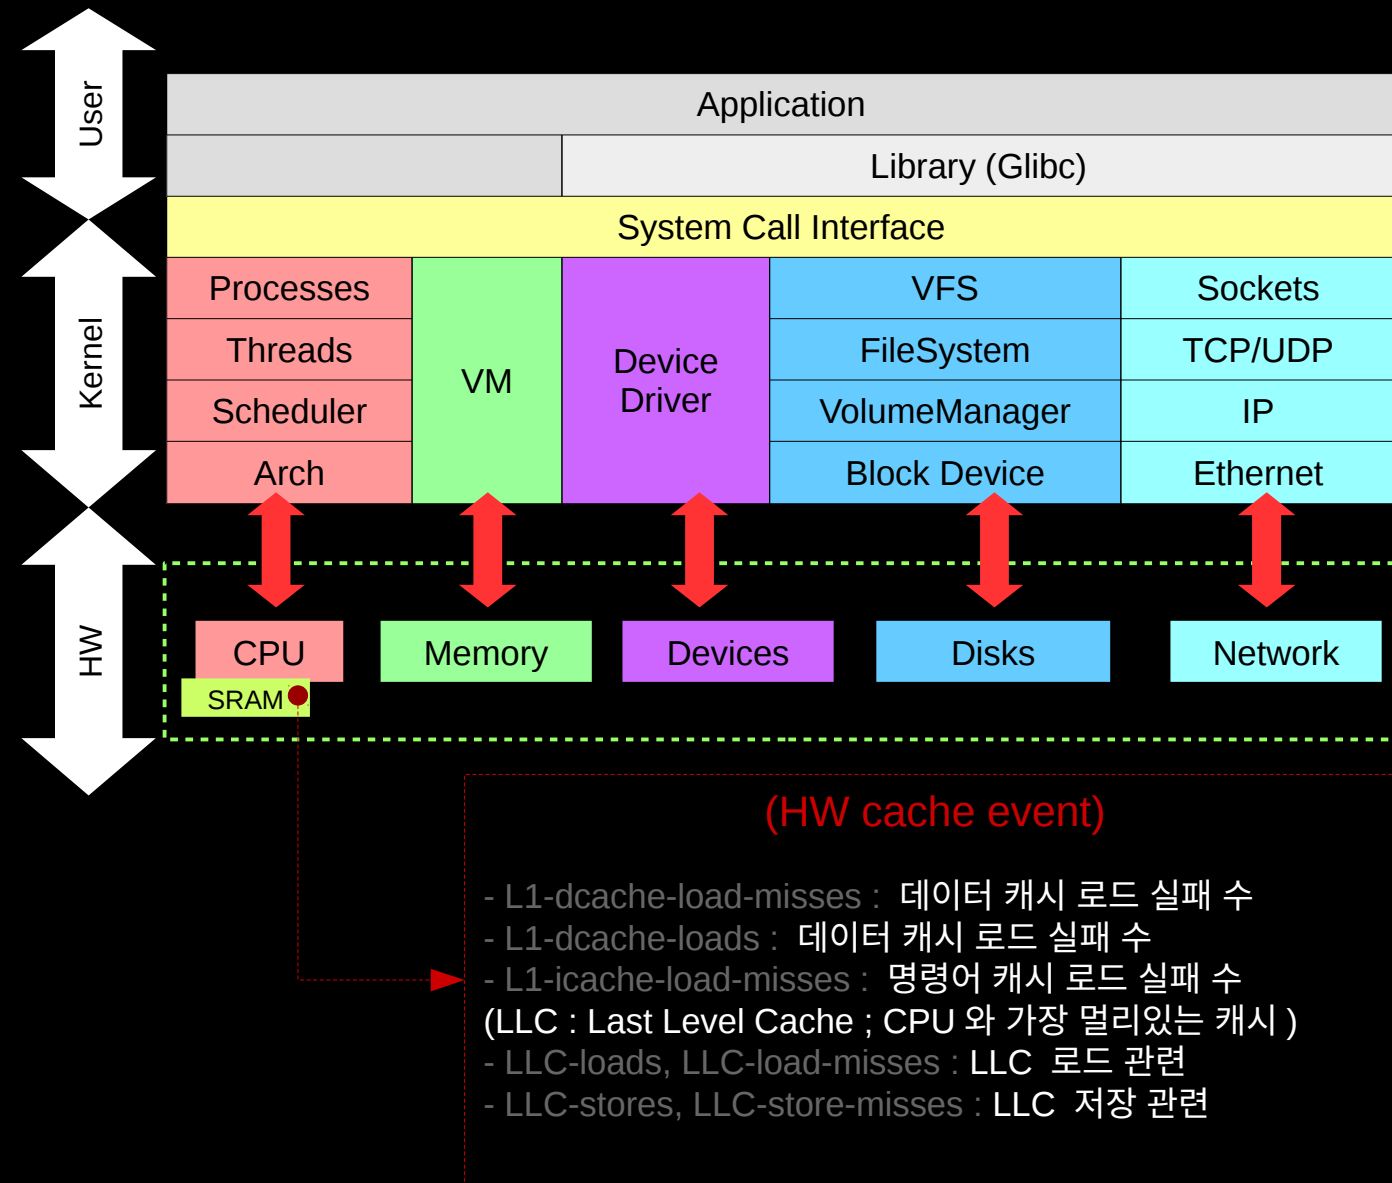 User
Application
Library (Glibc)
System Call Interface
Kernel
Processes
Threads
Scheduler
Arch
VM
Device
Driver
VFS
FileSystem
VolumeManager
Block Device
Sockets
TCP/UDP
IP
Ethernet
HW
CPU
SRAM
Memory
Devices
Disks
Network
(HW cache event)
- L1-dcache-load-misses : 데이터 캐시 로드 실패 수
- L1-dcache-loads : 데이터 캐시 로드 실패 수
- L1-icache-load-misses : 명령어 캐시 로드 실패 수
(LLC : Last Level Cache ; CPU 와 가장 멀리있는 캐시 )
- LLC-loads, LLC-load-misses : LLC 로드 관련
- LLC-stores, LLC-store-misses : LLC 저장 관련